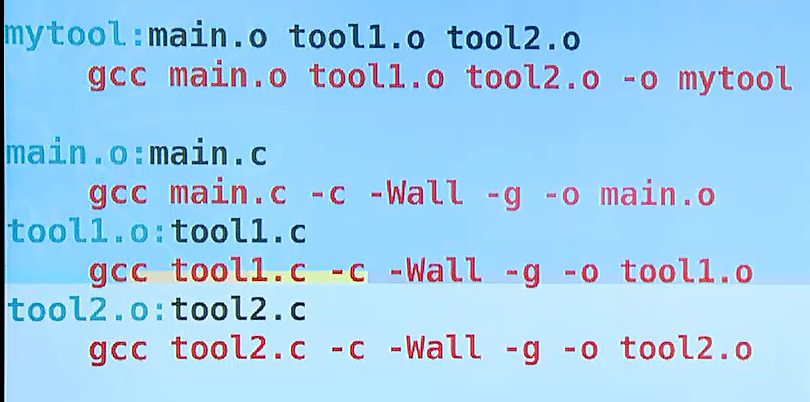 mytool:main.o tool1.o tool2.o
gcc main.o tool1.o tool2.o -o mytool
main.o:main.c
gcc main.c -c -Wall -g -o main.o
tool1.o:tool1.c
gcc tool1.c -c -Wall -g -o tool1.o
tool2.o:tool2.c
gcc tool2.c -c -Wall -g -o tool2.o